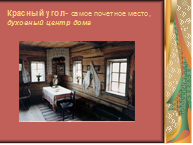 Красный угол- самое почетное место,
духовный центр дома